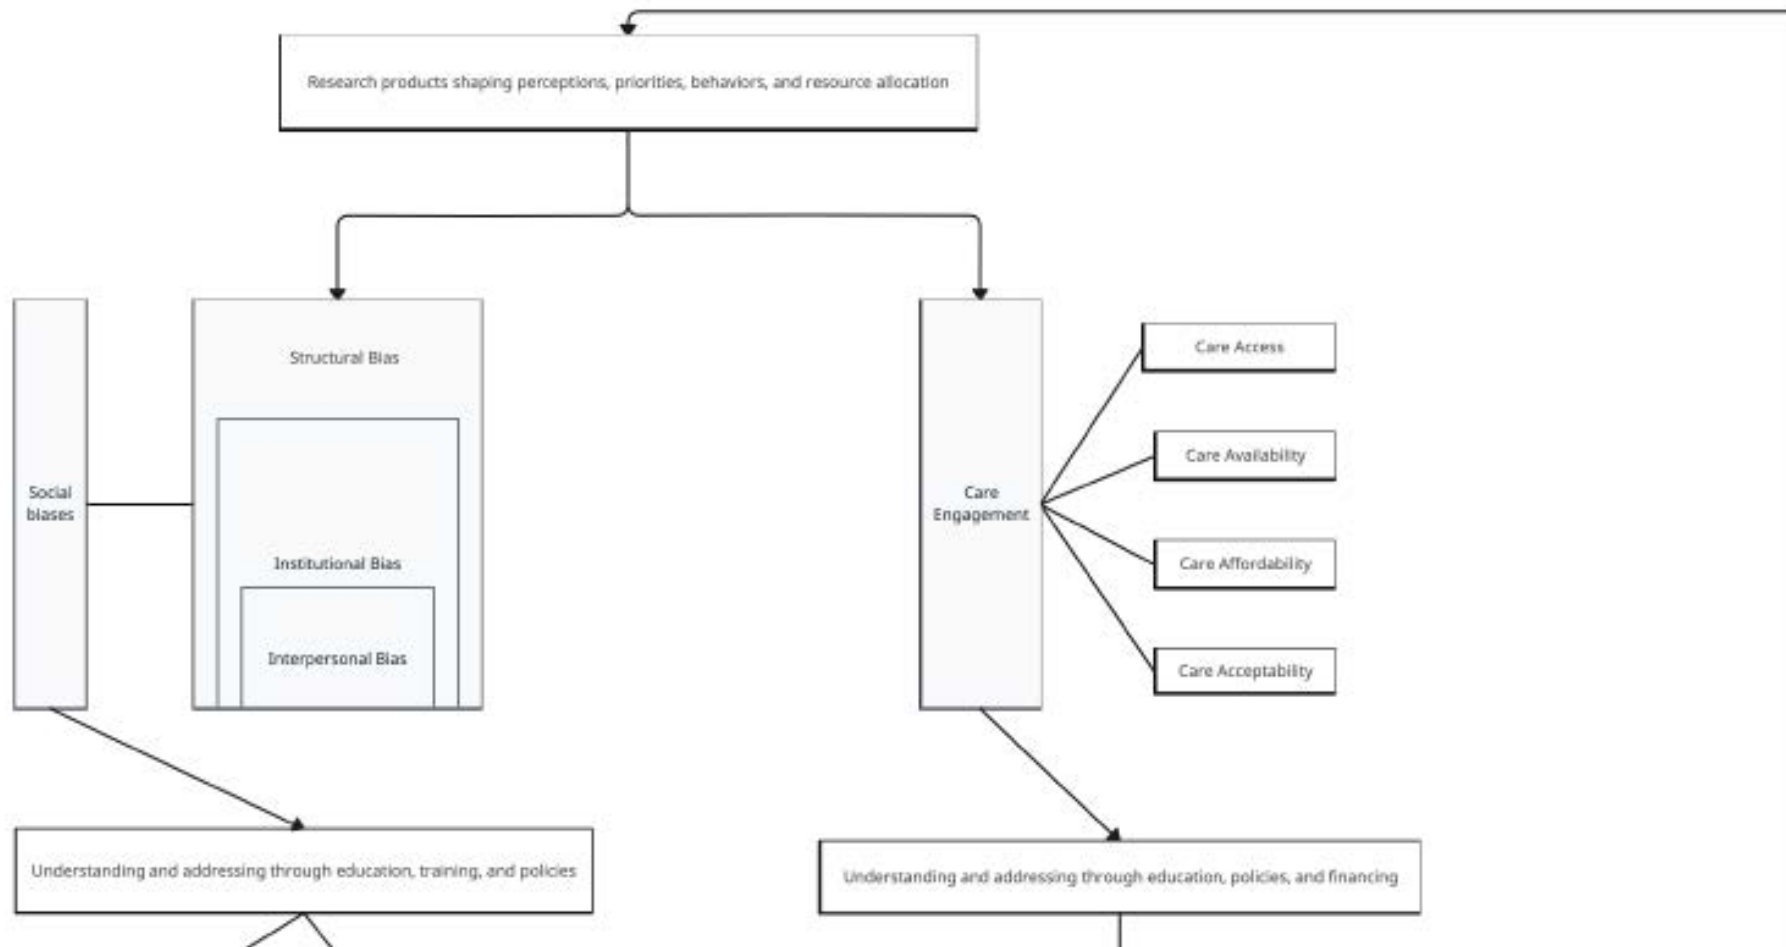 Research products shaping perceptions, priorities, behaviors, and resource allocation
Structural Bias
Social
biases
Institutional Bias
Interpersonal Bias
Care
Engagement
Care Access
Care Availability
Care Affordability
Care Acceptability
Understanding and addressing through education, training, and policies
Understanding and addressing through education, policies, and financing